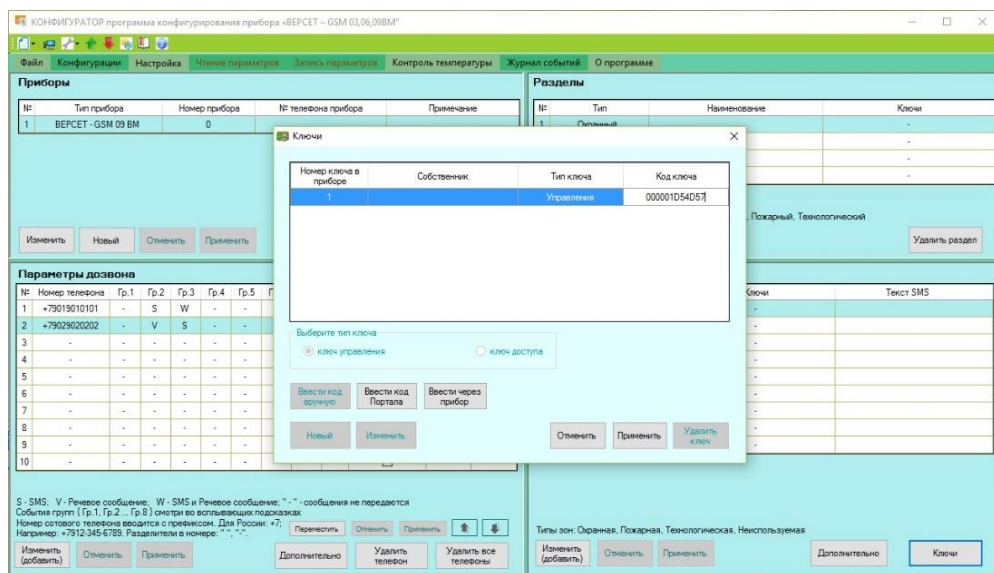 КОНФИГУРАТОР программа конфигурирования прибора «ВЕРСЕТ – GSM 03,06,09ВМ"
Файл Конфигурации Настройка Чтение параметров Запись параметров Контроль температуры Журнал событий О программе
Приборы
№ Тип прибора Номер прибора № телефона прибора Примечание
1 ВЕРСЕТ - GSM 09 ВМ 0
Изменить Новый Отменить Применить
Разделы
№ Тип Наименование Ключи
1 Охранный -
-
-
-
, Пожарный, Технологический
Удалить раздел
Ключи
Номер ключа в приборе Собственник Тип ключа Код ключа
1 Управления 000001D54D57
Выберите тип ключа
ключ управления ключ доступа
Ввести код вручную Ввести код Портала Ввести через прибор
Новый Изменить Отменить Применить Удалить ключ
Параметры дозвона
№ Номер телефона Гр.1 Гр.2 Гр.3 Гр.4 Гр.5 Г
1 +79019010101 - S W - -
2 +79029020202 - V S - -
3 - - - - - -
4 - - - - - -
5 - - - - - -
6 - - - - - -
7 - - - - - -
8 - - - - - -
9 - - - - - -
10 - - - - - -
S - SMS; V - Речевое сообщение; W - SMS и Речевое сообщение; " - " - сообщения не передаются
События групп ( Гр.1, Гр.2 ... Гр.8 ) смотри во всплывающих подсказках
Номер сотового телефона вводится с префиксом. Для России: +7;
Например: +7912-345-6789. Разделители в номере: " ", "-".
Переместить Отменить Применить
Изменить (добавить) Отменить Применить Дополнительно Удалить телефон Удалить все телефоны
Ключи Текст SMS
-
-
-
-
-
-
-
-
-
Типы зон: Охранная, Пожарная, Технологическая, Неиспользуемая
Изменить (добавить) Отменить Применить Дополнительно Ключи